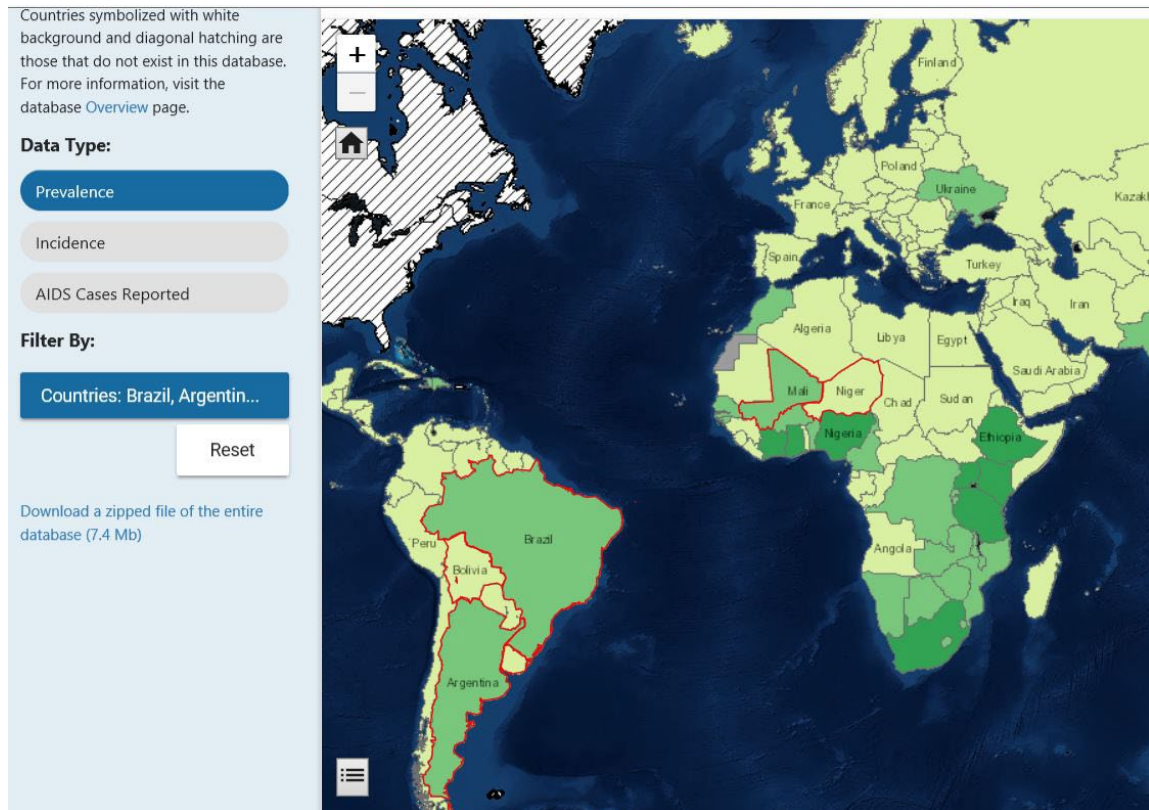 Countries symbolized with white
background and diagonal hatching are
those that do not exist in this database.
For more information, visit the
database Overview page.
Data Type:
Prevalence
Incidence
AIDS Cases Reported
Filter By:
Countries: Brazil, Argentin...
Reset
Download a zipped file of the entire
database (7.4 Mb)
+
−
Finland
Poland
Ukraine
Kazakh
France
Spain
Turkey
Iraq
Iran
Algeria
Libya
Egypt
Saudi Arabia
Mali
Niger
Chad
Sudan
Nigeria
Ethiopia
Angola
Peru
Brazil
Bolivia
Argentina